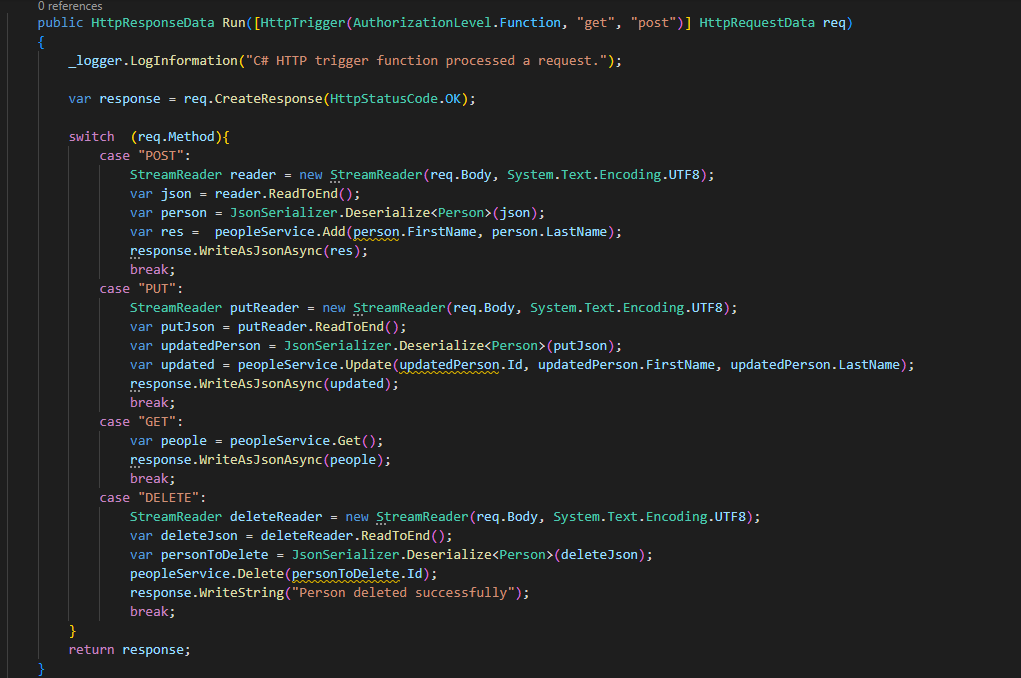 0 references
public HttpResponseData Run([HttpTrigger(AuthorizationLevel.Function, "get", "post")] HttpRequestData req)
{
_logger.LogInformation("C# HTTP trigger function processed a request.");
var response = req.CreateResponse(HttpStatusCode.OK);
switch  (req.Method){
case "POST":
StreamReader reader = new StreamReader(req.Body, System.Text.Encoding.UTF8);
var json = reader.ReadToEnd();
var person = JsonSerializer.Deserialize<Person>(json);
var res =  peopleService.Add(person.FirstName, person.LastName);
response.WriteAsJsonAsync(res);
break;
case "PUT":
StreamReader putReader = new StreamReader(req.Body, System.Text.Encoding.UTF8);
var putJson = putReader.ReadToEnd();
var updatedPerson = JsonSerializer.Deserialize<Person>(putJson);
var updated = peopleService.Update(updatedPerson.Id, updatedPerson.FirstName, updatedPerson.LastName);
response.WriteAsJsonAsync(updated);
break;
case "GET":
var people = peopleService.Get();
response.WriteAsJsonAsync(people);
break;
case "DELETE":
StreamReader deleteReader = new StreamReader(req.Body, System.Text.Encoding.UTF8);
var deleteJson = deleteReader.ReadToEnd();
var personToDelete = JsonSerializer.Deserialize<Person>(deleteJson);
peopleService.Delete(personToDelete.Id);
response.WriteString("Person deleted successfully");
break;
}
return response;
}